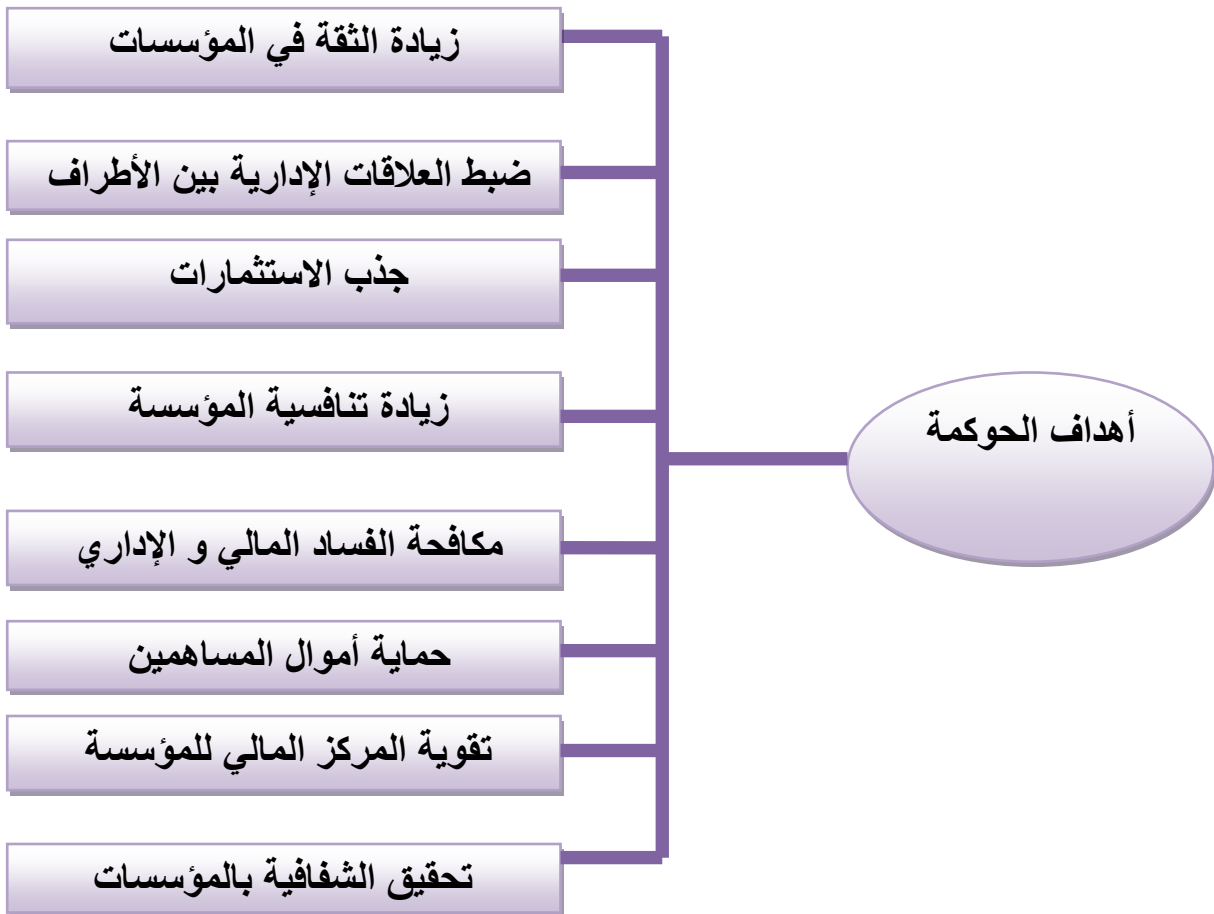 أهداف الحوكمة
زيادة الثقة في المؤسسات
ضبط العلاقات الإدارية بين الأطراف
جذب الاستثمارات
زيادة تنافسية المؤسسة
مكافحة الفساد المالي و الإداري
حماية أموال المساهمين
تقوية المركز المالي للمؤسسة
تحقيق الشفافية بالمؤسسات